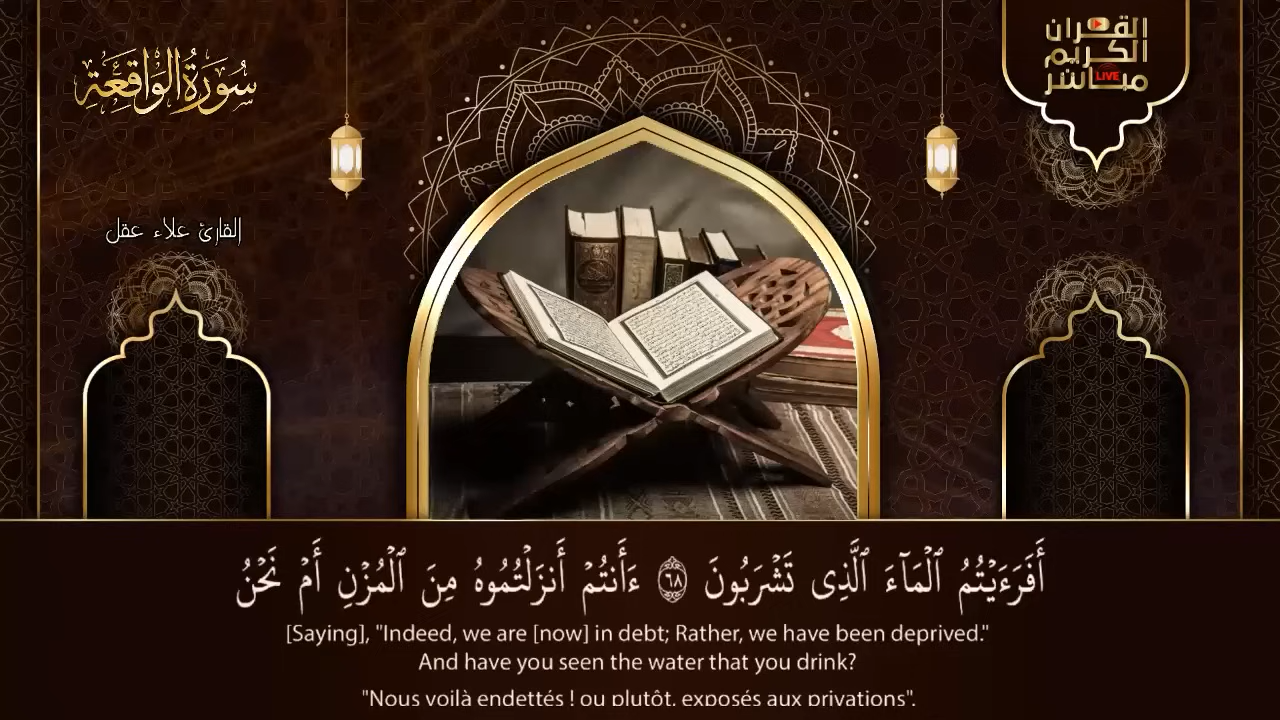 سُورَةُ الْوَاقِعَة
القرآن
الكريم
مباشر
LIVE
القارئ علاء عقل
أَفَرَءَيْتُمُ ٱلْمَآءَ ٱلَّذِى تَشْرَبُونَ ٦٨ ءَأَنتُمْ أَنزَلْتُمُوهُ مِنَ ٱلْمُزْنِ أَمْ نَحْنُ
[Saying], "Indeed, we are [now] in debt; Rather, we have been deprived."
And have you seen the water that you drink?
"Nous voilà endettés ! ou plutôt, exposés aux privations".